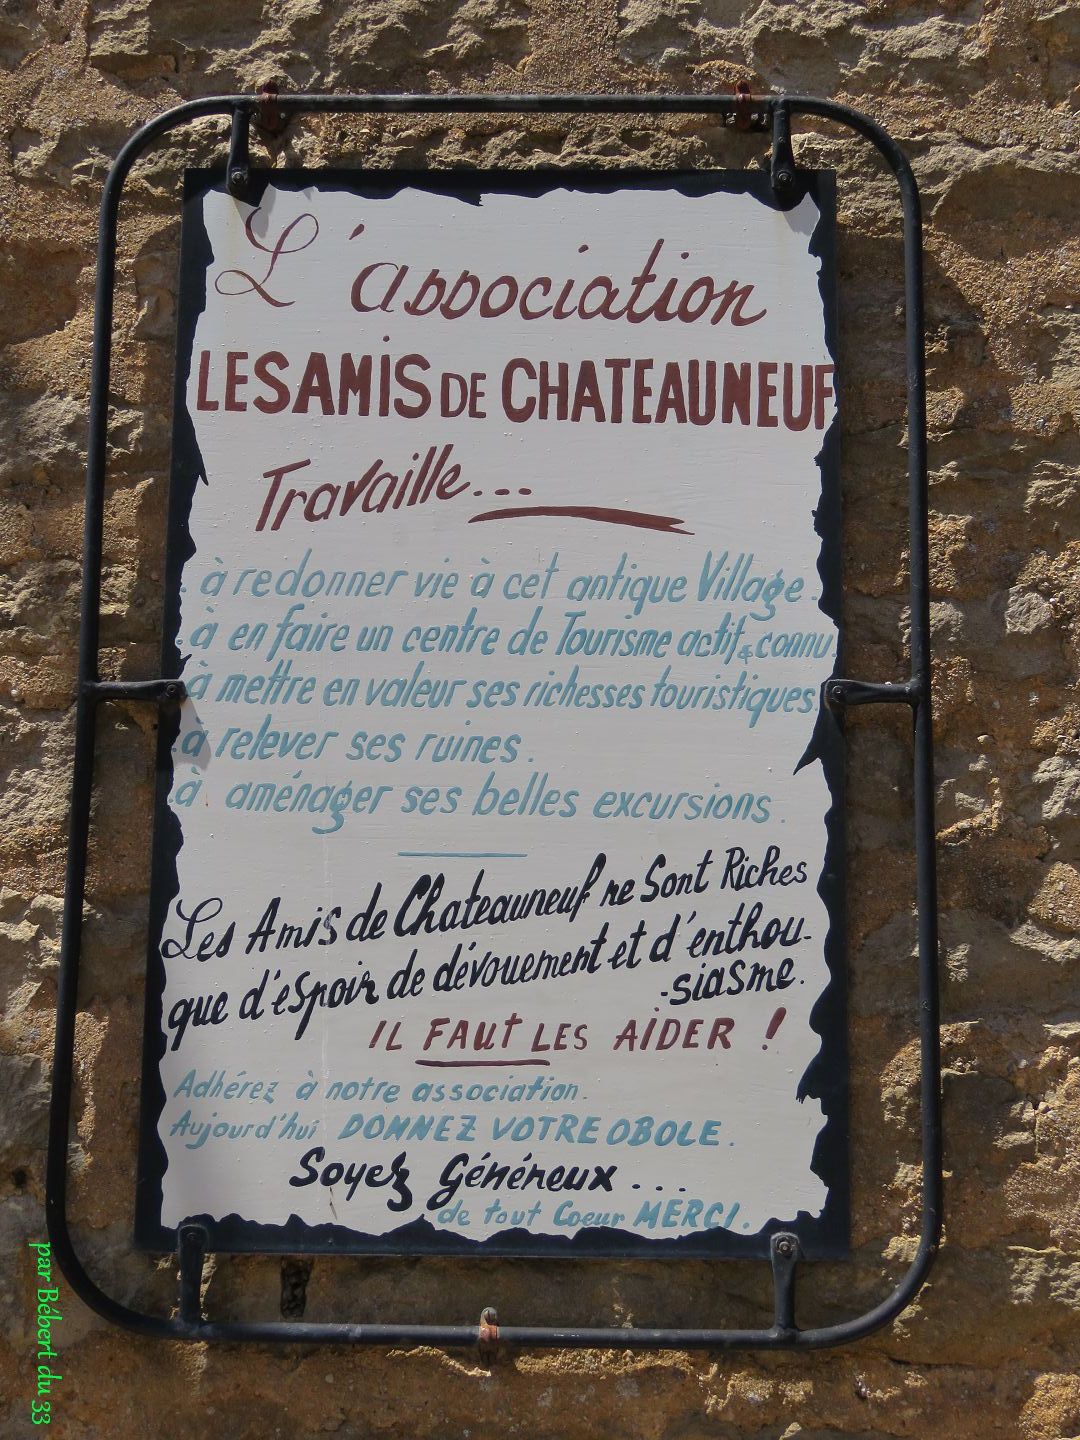 L'association
LES AMIS DE CHATEAUNEUF
Travaille...
. à redonner vie à cet antique Village.
. à en faire un centre de Tourisme actif & connu.
. à mettre en valeur ses richesses touristiques.
. à relever ses ruines.
. à aménager ses belles excursions.
Les Amis de Chateauneuf ne Sont Riches
que d'espoir de dévouement et d'enthou-
-siasme.
IL FAUT LES AIDER !
Adhérez à notre association.
Aujourd'hui DONNEZ VOTRE OBOLE.
Soyez Généreux...
de tout Coeur MERCI.
par Bébert du 33